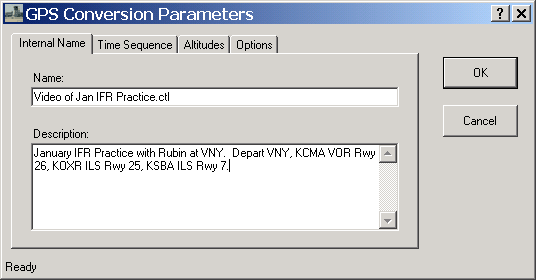 GPS Conversion Parameters
Internal Name Time Sequence Altitudes Options
Name:
Video of Jan IFR Practice.ctl
Description:
January IFR Practice with Rubin at VNY. Depart VNY, KCMA VOR Rwy
26, KOXR ILS Rwy 25, KSBA ILS Rwy 7.
OK
Cancel
Ready